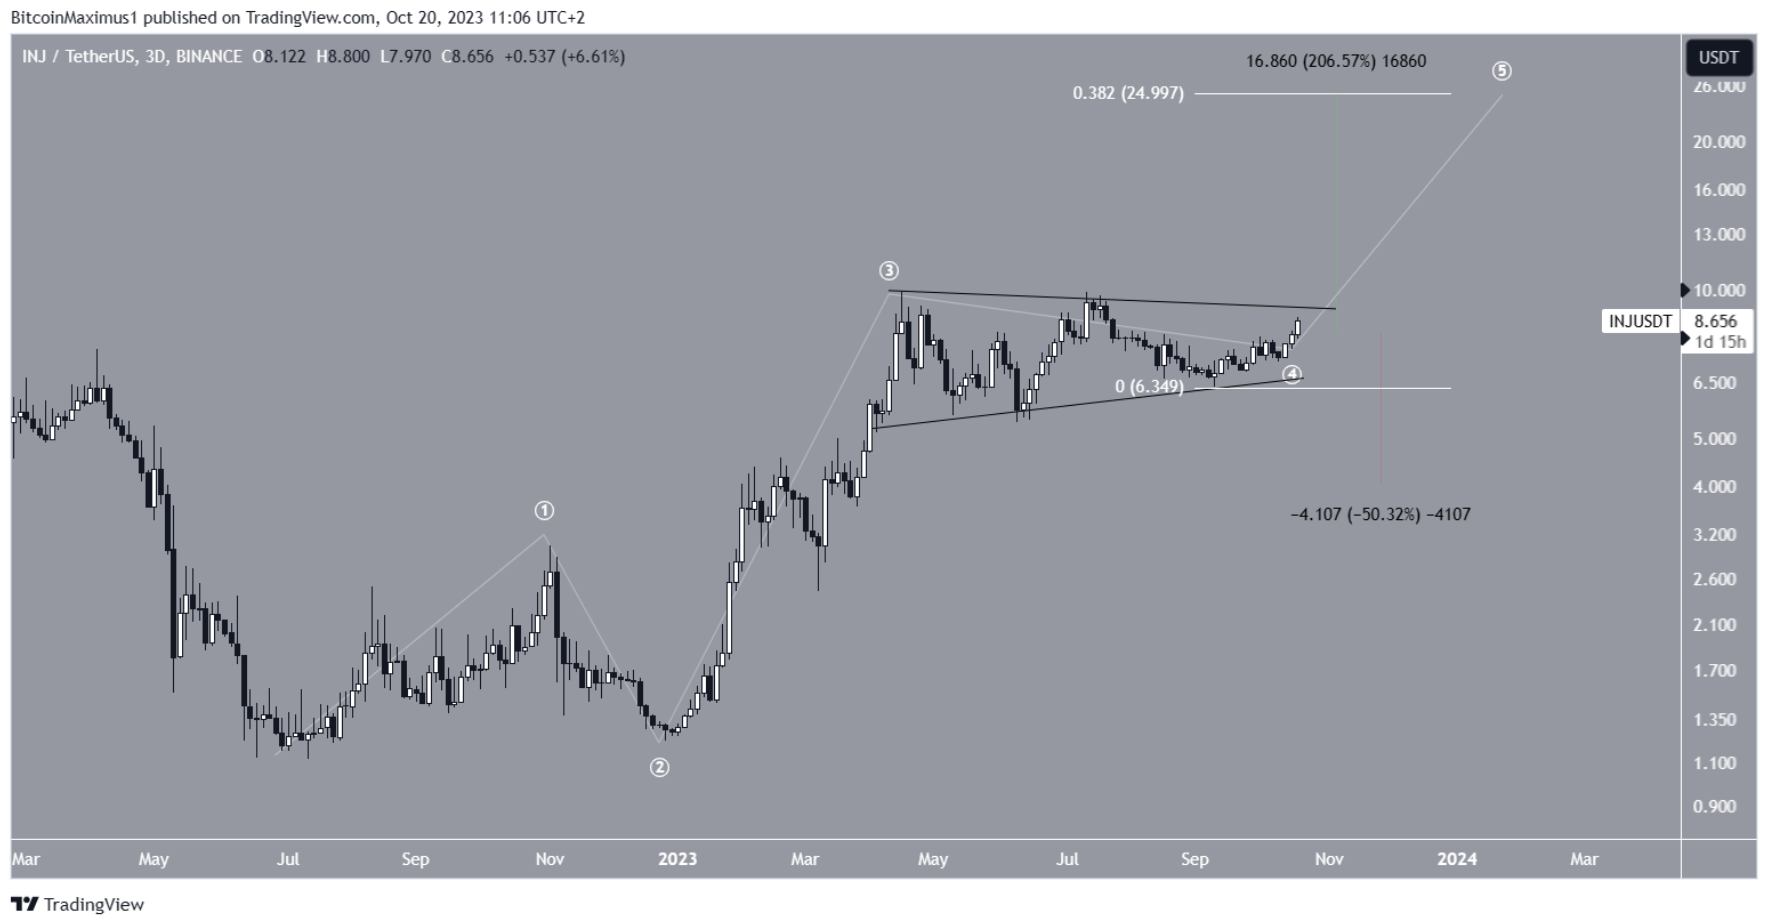 BitcoinMaximus1 published on TradingView.com, Oct 20, 2023 11:06 UTC+2
INJ / TetherUS, 3D, BINANCE O8.122 H8.800 L7.970 C8.656 +0.537 (+6.61%)
USDT
16.860 (206.57%) 16860
⑤
0.382 (24.997)
26.000
20.000
16.000
13.000
③
10.000
INJUSDT 8.656
1d 15h
④
0 (6.349)
6.500
5.000
4.000
①
−4.107 (−50.32%) −4107
3.200
2.600
2.100
1.700
1.350
②
1.100
0.900
Mar May Jul Sep Nov 2023 Mar May Jul Sep Nov 2024 Mar
TradingView